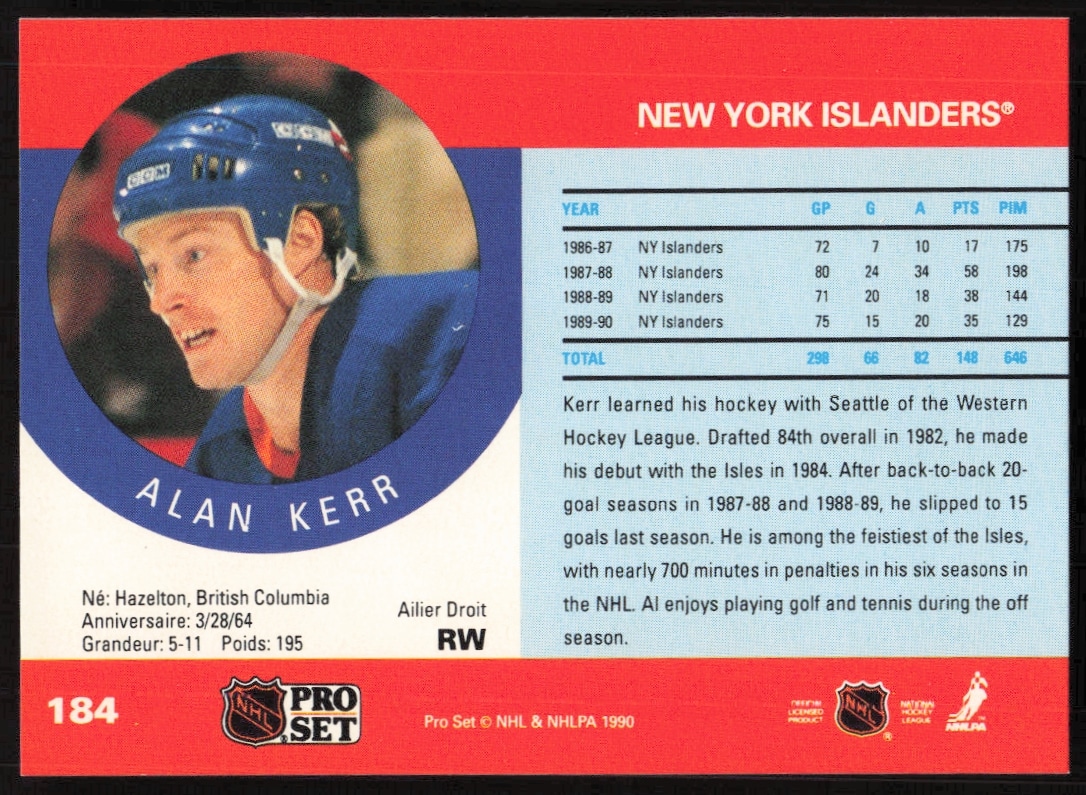 NEW YORK ISLANDERS®
CCM
CCM
YEAR GP G A PTS PIM
1986-87 NY Islanders 72 7 10 17 175
1987-88 NY Islanders 80 24 34 58 198
1988-89 NY Islanders 71 20 18 38 144
1989-90 NY Islanders 75 15 20 35 129
TOTAL 298 66 82 148 646
Kerr learned his hockey with Seattle of the Western
Hockey League. Drafted 84th overall in 1982, he made
his debut with the Isles in 1984. After back-to-back 20-
goal seasons in 1987-88 and 1988-89, he slipped to 15
goals last season. He is among the feistiest of the Isles,
with nearly 700 minutes in penalties in his six seasons in
the NHL. Al enjoys playing golf and tennis during the off
season.
ALAN KERR
Né: Hazelton, British Columbia
Anniversaire: 3/28/64
Grandeur: 5-11 Poids: 195
Ailier Droit
RW
184
NHL
®
PRO
SET
Pro Set © NHL & NHLPA 1990
OFFICIAL
LICENSED
PRODUCT
NHL
®
NATIONAL
HOCKEY
LEAGUE
NHLPA